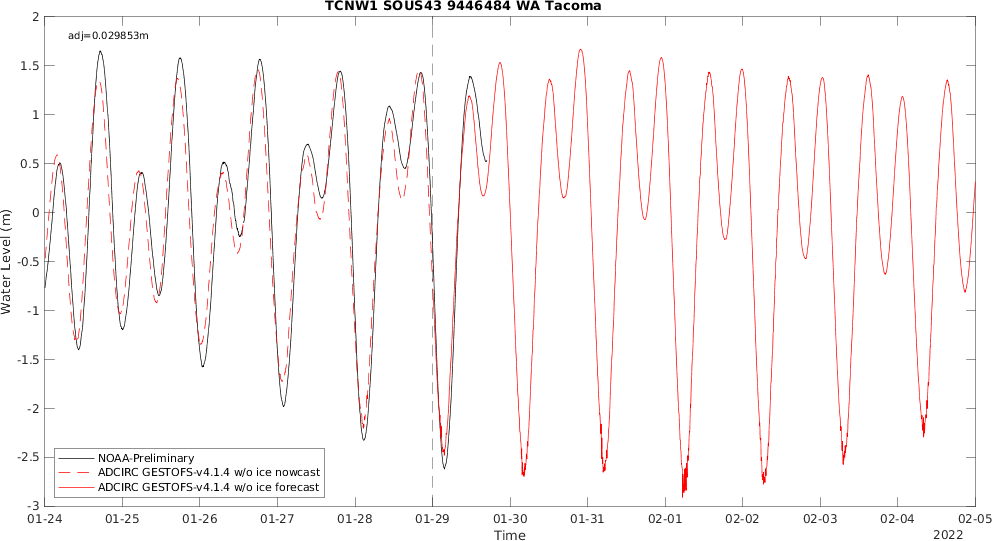 TCNW1 SOUS43 9446484 WA Tacoma
adj=0.029853m
Water Level (m)
2
1.5
1
0.5
0
-0.5
-1
-1.5
-2
-2.5
-3
NOAA-Preliminary
ADCIRC GESTOFS-v4.1.4 w/o ice nowcast
ADCIRC GESTOFS-v4.1.4 w/o ice forecast
01-24 01-25 01-26 01-27 01-28 01-29 01-30 01-31 02-01 02-02 02-03 02-04 02-05
Time
2022